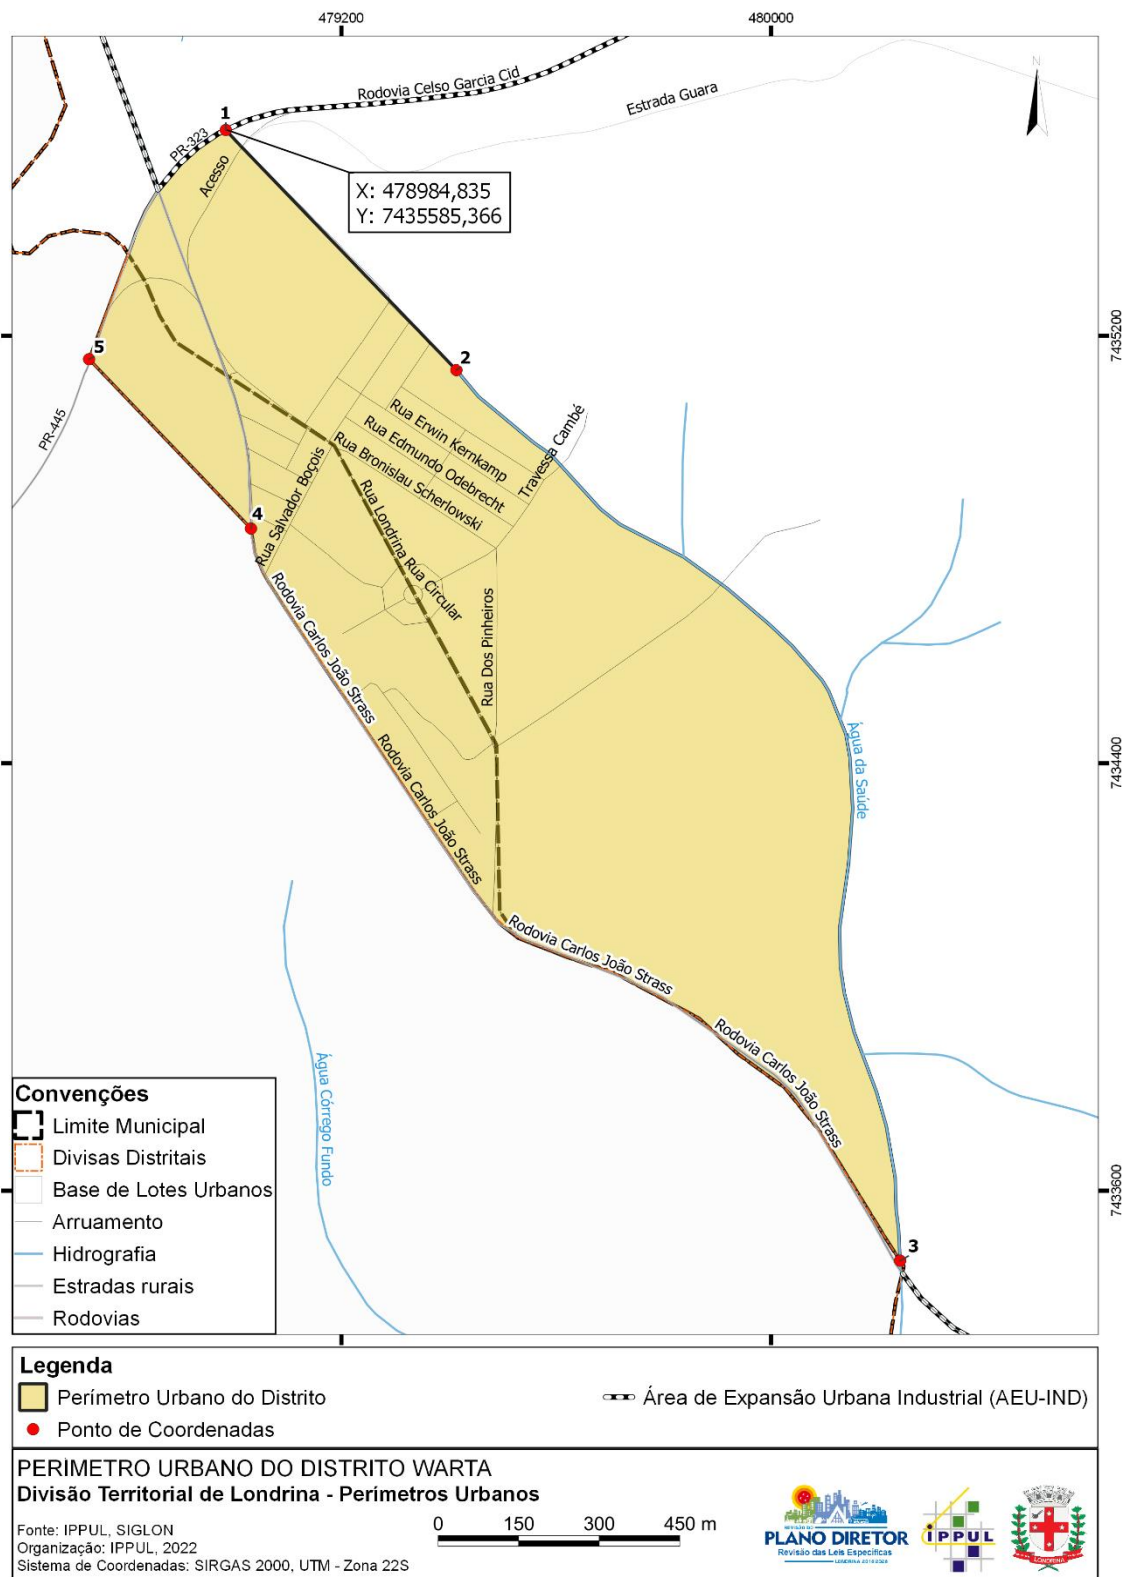 479200
480000
Rodovia Celso Garcia Cid
Estrada Guara
N
1
PR-323
Acesso
X: 478984,835
Y: 7435585,366
7435200
5
2
PR-445
Rua Erwin Kernkamp
Rua Edmundo Odebrecht
Rua Bronislau Scherlowski
Travessa Cambé
Rua Salvador Boçois
4
Rua Londrina
Rua Circular
Rua Dos Pinheiros
Rodovia Carlos João Strass
Rodovia Carlos João Strass
7434400
Água da Saúde
Rodovia Carlos João Strass
Rodovia Carlos João Strass
Água Córrego Fundo
7433600
3
Convenções
Limite Municipal
Divisas Distritais
Base de Lotes Urbanos
Arruamento
Hidrografia
Estradas rurais
Rodovias
Legenda
Perímetro Urbano do Distrito
Área de Expansão Urbana Industrial (AEU-IND)
Ponto de Coordenadas
PERÍMETRO URBANO DO DISTRITO WARTA
Divisão Territorial de Londrina - Perímetros Urbanos
Fonte: IPPUL, SIGLON
Organização: IPPUL, 2022
Sistema de Coordenadas: SIRGAS 2000, UTM - Zona 22S
0 150 300 450 m
PLANO DIRETOR
Revisão das Leis Específicas
IPPUL
LONDRINA